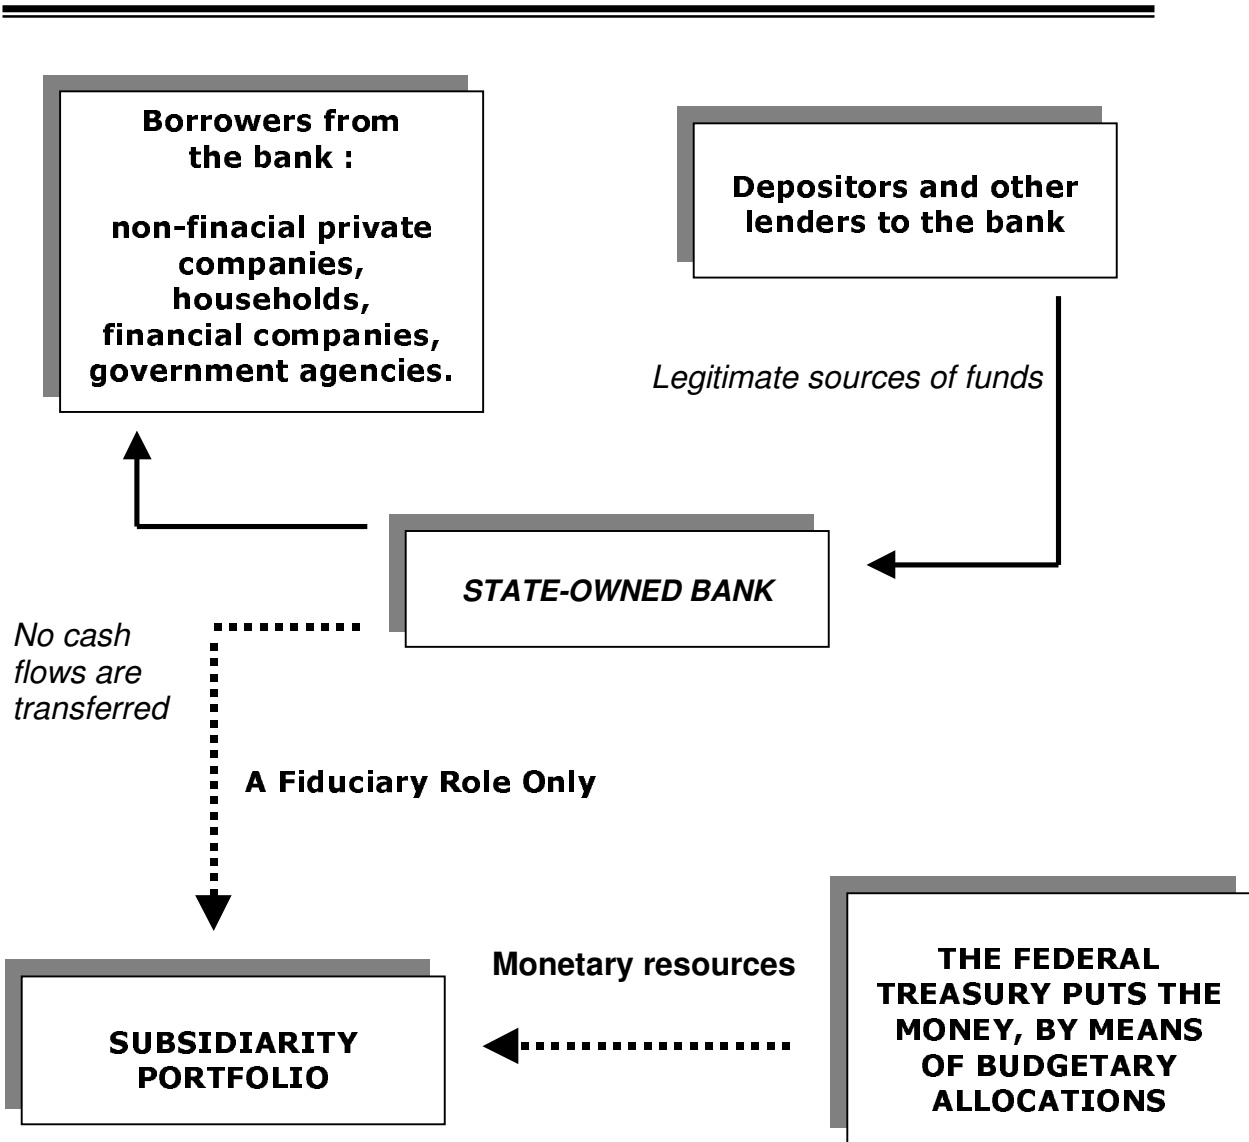 Borrowers from
the bank :
non-finacial private
companies,
households,
financial companies,
government agencies.
Depositors and other
lenders to the bank
Legitimate sources of funds
STATE-OWNED BANK
No cash
flows are
transferred
A Fiduciary Role Only
Monetary resources
SUBSIDIARITY
PORTFOLIO
THE FEDERAL
TREASURY PUTS THE
MONEY, BY MEANS
OF BUDGETARY
ALLOCATIONS